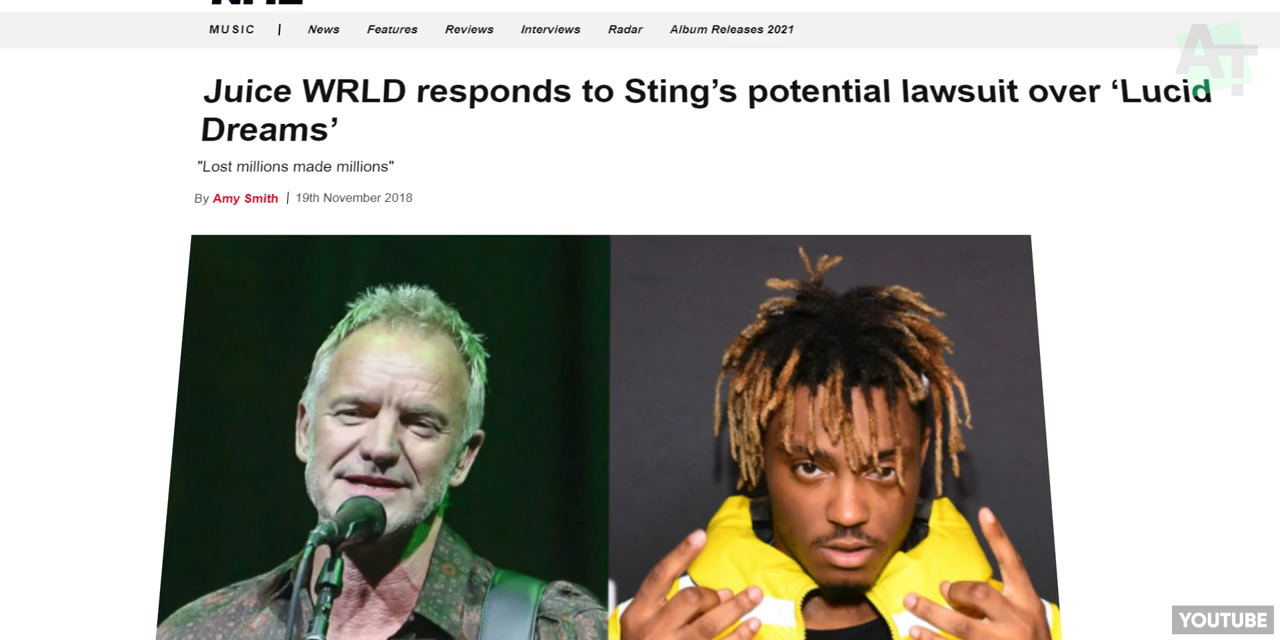 MUSIC | News Features Reviews Interviews Radar Album Releases 2021
AT
Juice WRLD responds to Sting’s potential lawsuit over ‘Lucid
Dreams’
"Lost millions made millions"
By Amy Smith | 19th November 2018
YOUTUBE